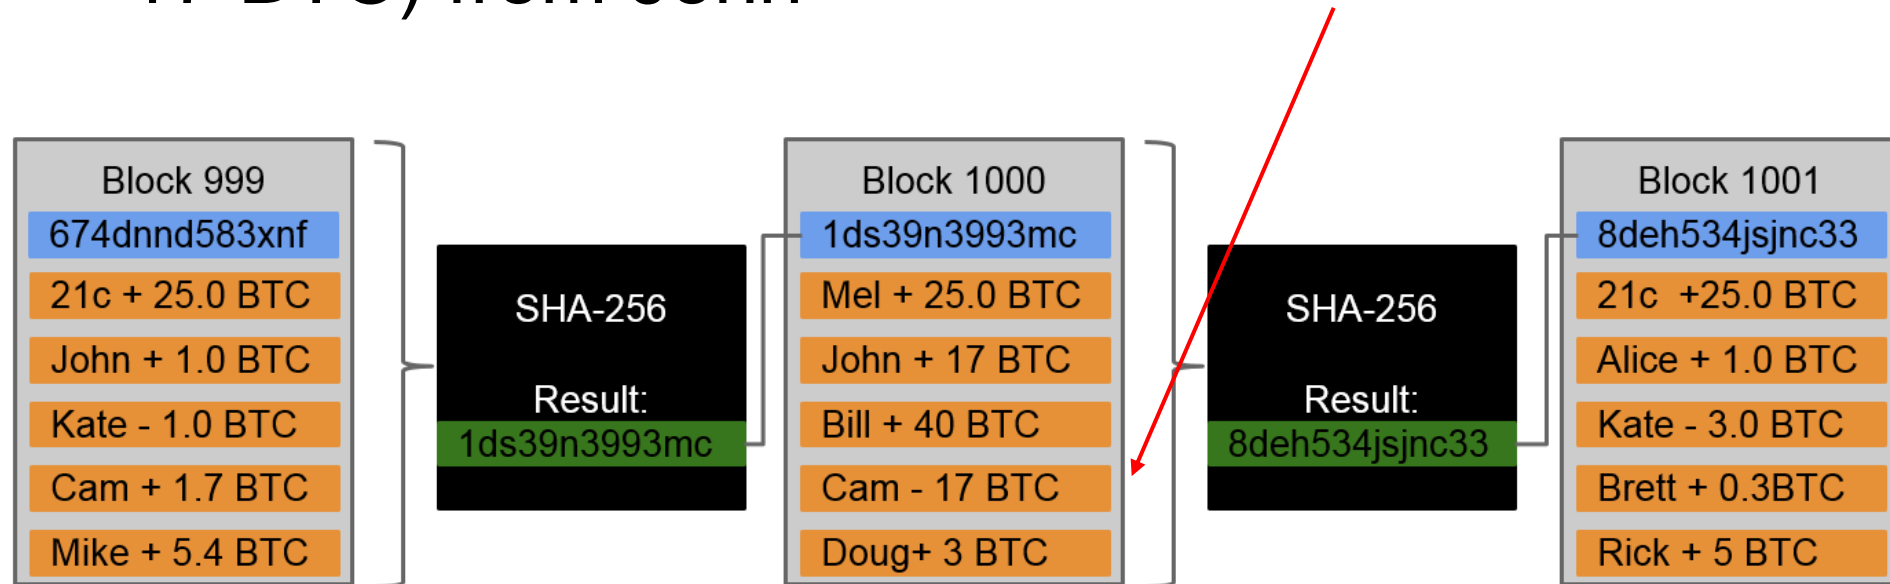 BTC) from John
Block 999
674dnnd583xnf
21c + 25.0 BTC
John + 1.0 BTC
Kate - 1.0 BTC
Cam + 1.7 BTC
Mike + 5.4 BTC
SHA-256
Result:
1ds39n3993mc
Block 1000
1ds39n3993mc
Mel + 25.0 BTC
John + 17 BTC
Bill + 40 BTC
Cam - 17 BTC
Doug+ 3 BTC
SHA-256
Result:
8deh534jsjnc33
Block 1001
8deh534jsjnc33
21c  +25.0 BTC
Alice + 1.0 BTC
Kate - 3.0 BTC
Brett + 0.3BTC
Rick + 5 BTC